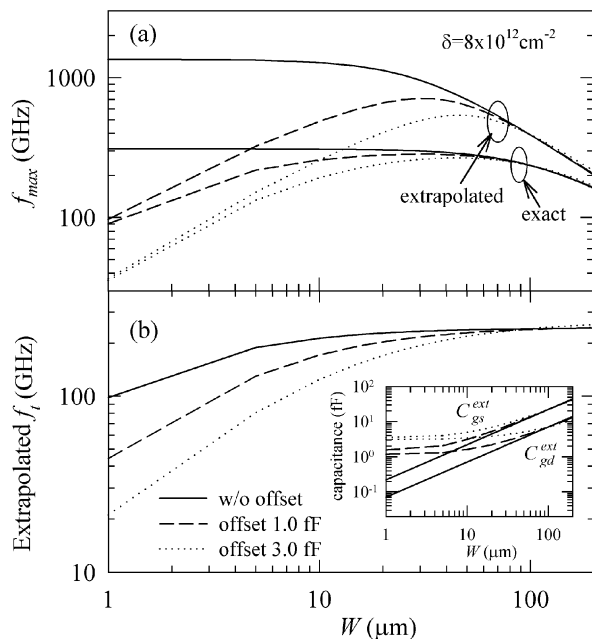 (a)
δ=8x10¹²cm⁻²
1000
100
f_max (GHz)
extrapolated
exact
(b)
100
10
Extrapolated f_t (GHz)
w/o offset
offset 1.0 fF
offset 3.0 fF
10²
10¹
10⁰
10⁻¹
capacitance (fF)
C_gs^ext
C_gd^ext
1 10 100
W (μm)
1 10 100
W (μm)